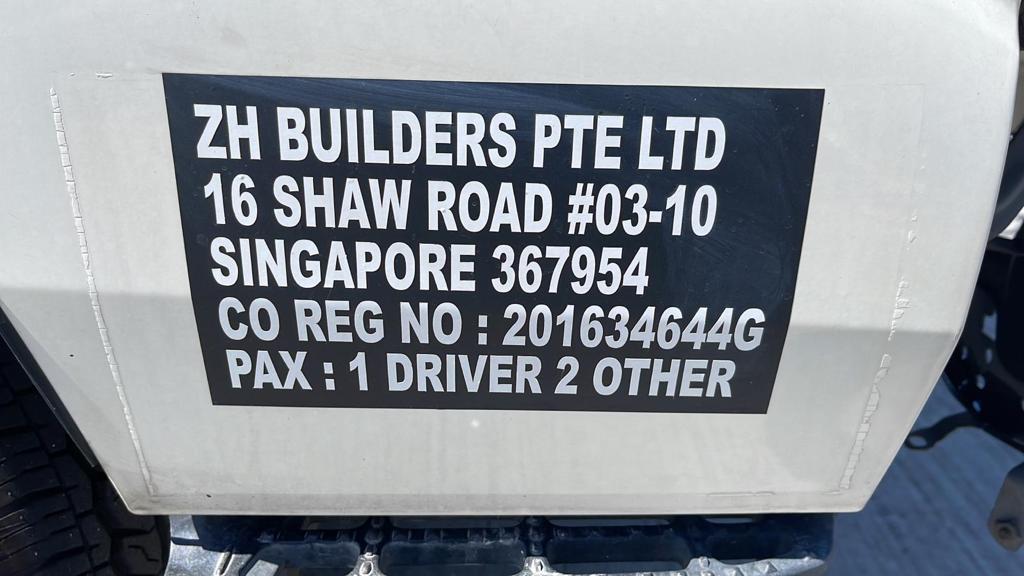 ZH BUILDERS PTE LTD
16 SHAW ROAD #03-10
SINGAPORE 367954
CO REG NO : 201634644G
PAX : 1 DRIVER 2 OTHER